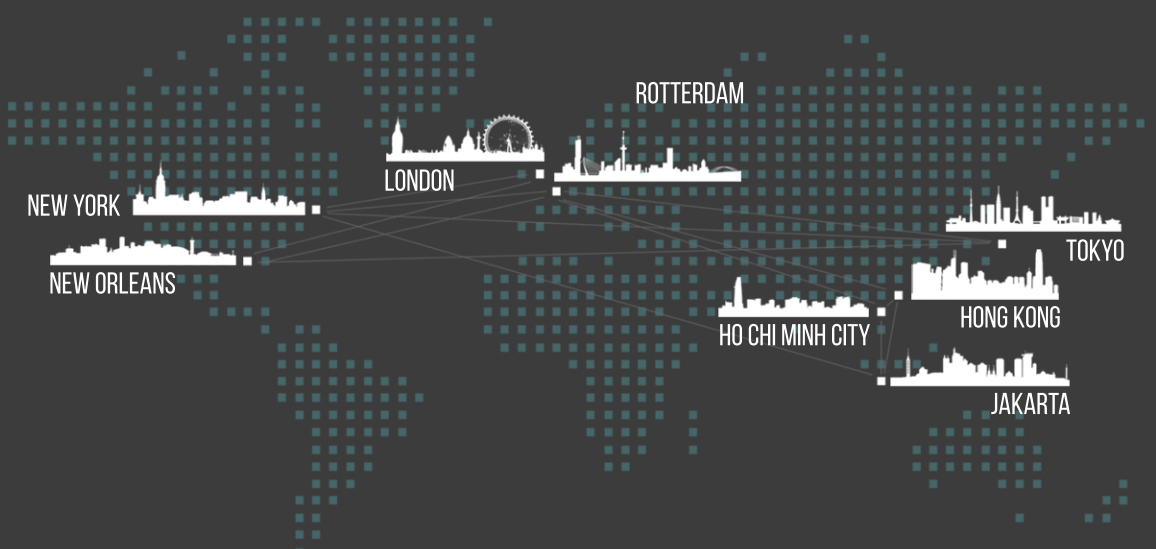 ROTTERDAM
LONDON
NEW YORK
NEW ORLEANS
TOKYO
HONG KONG
HO CHI MINH CITY
JAKARTA